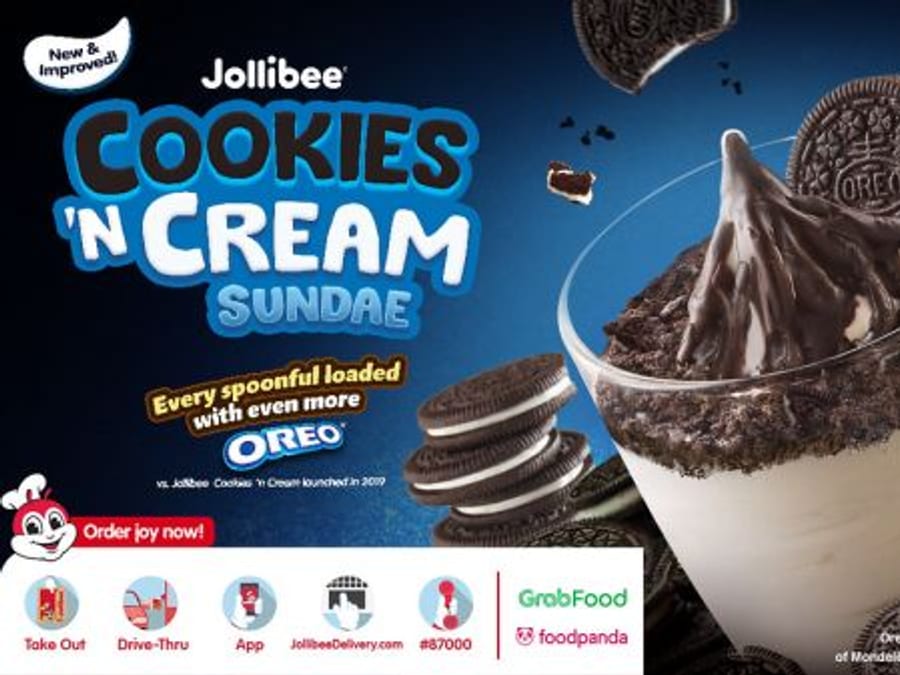 New &
Improved!
Jollibee
COOKIES
'N CREAM
SUNDAE
Every spoonful loaded
with even more
OREO
vs. Jollibee Cookies 'n Cream launched in 2019
OREO
Order joy now!
Take Out
Drive-Thru
App
JollibeeDelivery.com
#87000
GrabFood
foodpanda
of